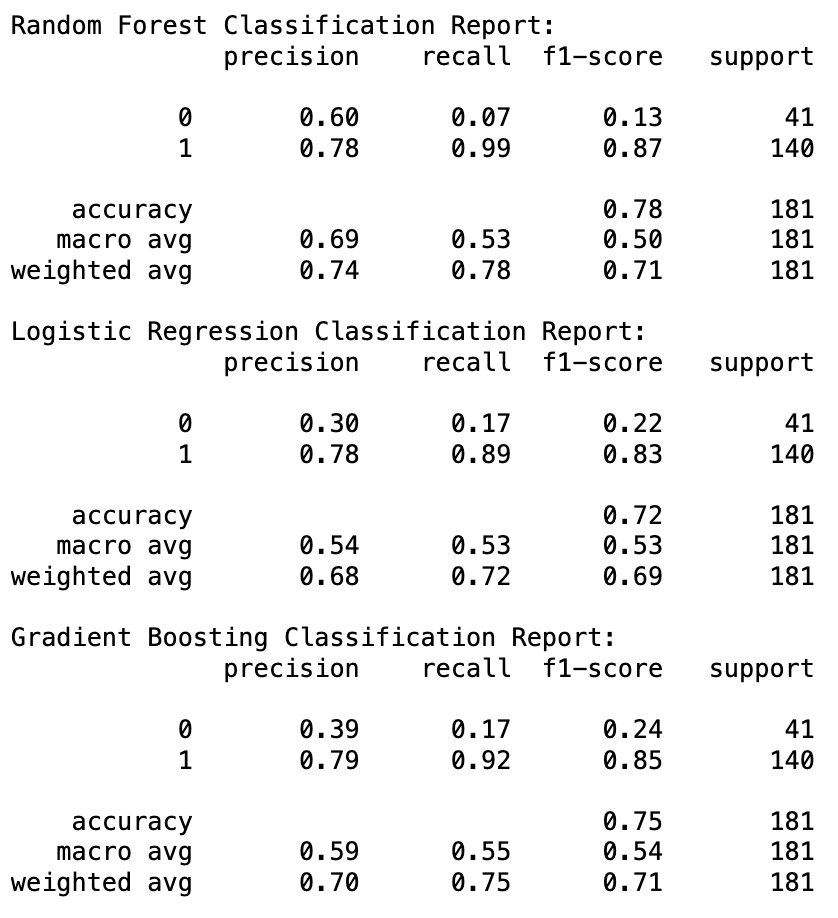 Random Forest Classification Report:
              precision    recall  f1-score   support

           0       0.60      0.07      0.13        41
           1       0.78      0.99      0.87       140

    accuracy                           0.78       181
   macro avg       0.69      0.53      0.50       181
weighted avg       0.74      0.78      0.71       181

Logistic Regression Classification Report:
              precision    recall  f1-score   support

           0       0.30      0.17      0.22        41
           1       0.78      0.89      0.83       140

    accuracy                           0.72       181
   macro avg       0.54      0.53      0.53       181
weighted avg       0.68      0.72      0.69       181

Gradient Boosting Classification Report:
              precision    recall  f1-score   support

           0       0.39      0.17      0.24        41
           1       0.79      0.92      0.85       140

    accuracy                           0.75       181
   macro avg       0.59      0.55      0.54       181
weighted avg       0.70      0.75      0.71       181